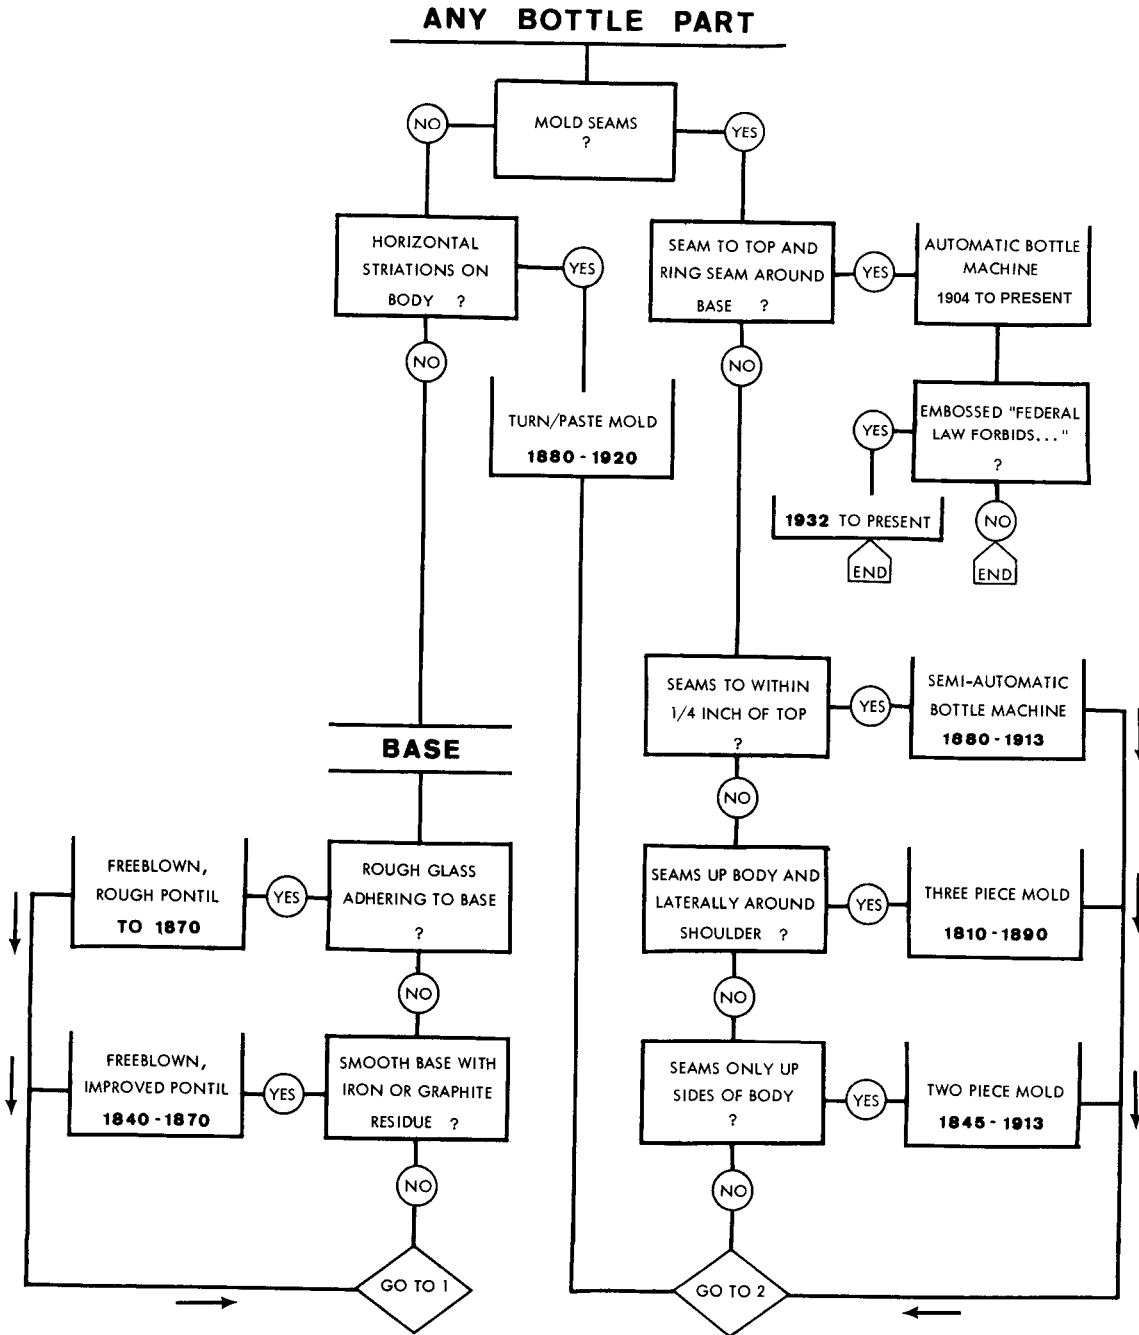 ANY BOTTLE PART
MOLD SEAMS
?
NO
YES
HORIZONTAL
STRIATIONS ON
BODY ?
YES
NO
SEAM TO TOP AND
RING SEAM AROUND
BASE ?
YES
NO
AUTOMATIC BOTTLE
MACHINE
1904 TO PRESENT
TURN/PASTE MOLD
1880 - 1920
EMBOSSED "FEDERAL
LAW FORBIDS..."
?
YES
NO
1932 TO PRESENT
END
END
SEAMS TO WITHIN
1/4 INCH OF TOP
?
YES
NO
SEMI-AUTOMATIC
BOTTLE MACHINE
1880 - 1913
BASE
ROUGH GLASS
ADHERING TO BASE
?
YES
NO
FREEBLOWN,
ROUGH PONTIL
TO 1870
SEAMS UP BODY AND
LATERALLY AROUND
SHOULDER ?
YES
NO
THREE PIECE MOLD
1810 - 1890
SMOOTH BASE WITH
IRON OR GRAPHITE
RESIDUE ?
YES
NO
FREEBLOWN,
IMPROVED PONTIL
1840 - 1870
SEAMS ONLY UP
SIDES OF BODY
?
YES
NO
TWO PIECE MOLD
1845 - 1913
GO TO 1
GO TO 2